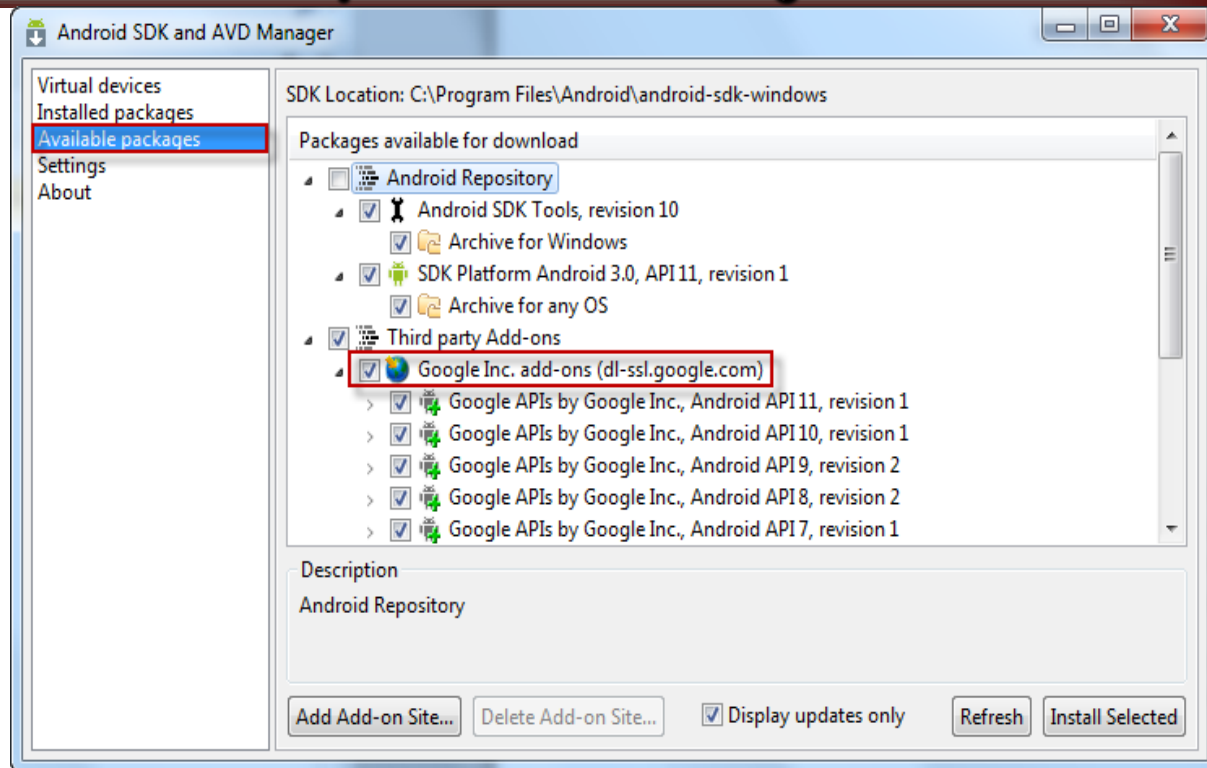 Android SDK and AVD Manager
Virtual devices
Installed packages
Available packages
Settings
About
SDK Location: C:\Program Files\Android\android-sdk-windows
Packages available for download
Android Repository
Android SDK Tools, revision 10
Archive for Windows
SDK Platform Android 3.0, API 11, revision 1
Archive for any OS
Third party Add-ons
Google Inc. add-ons (dl-ssl.google.com)
Google APIs by Google Inc., Android API 11, revision 1
Google APIs by Google Inc., Android API 10, revision 1
Google APIs by Google Inc., Android API 9, revision 2
Google APIs by Google Inc., Android API 8, revision 2
Google APIs by Google Inc., Android API 7, revision 1
Description
Android Repository
Add Add-on Site...
Delete Add-on Site...
Display updates only
Refresh
Install Selected